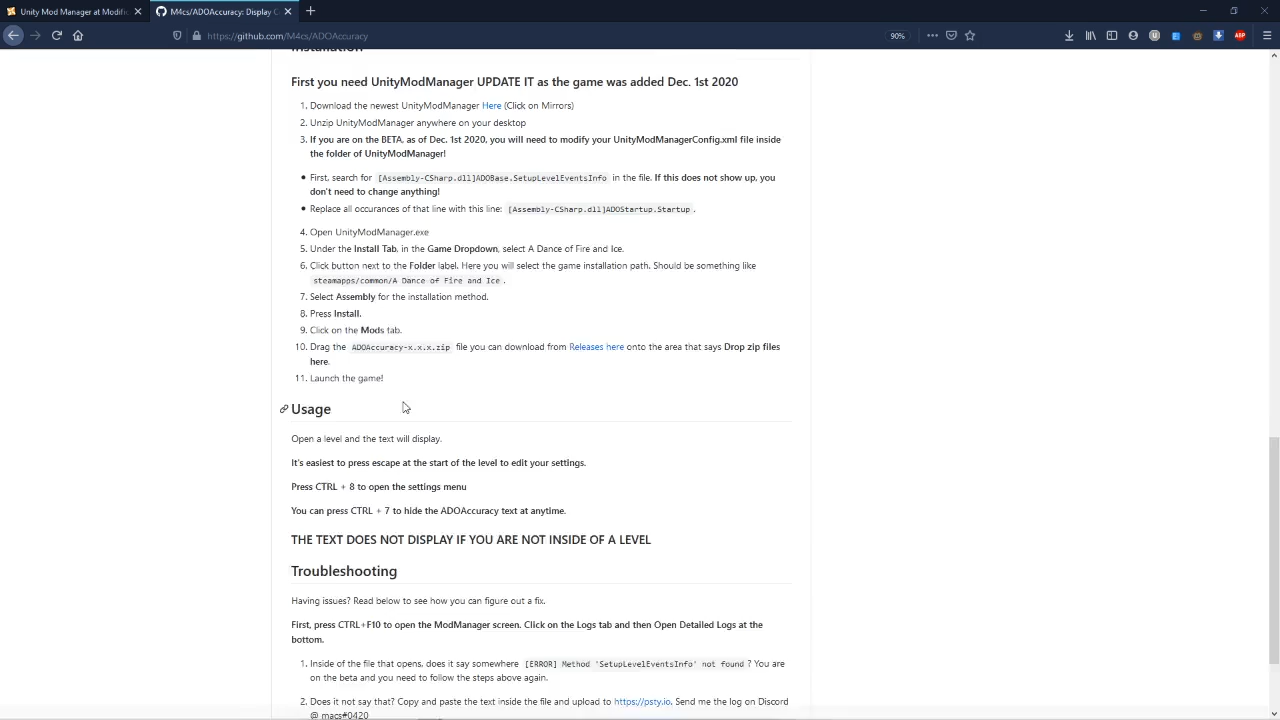 Unity Mod Manager at Modifi
M4cs/ADOAccuracy: Display C
https://github.com/M4cs/ADOAccuracy
90%
ABP
Installation
First you need UnityModManager UPDATE IT as the game was added Dec. 1st 2020
1. Download the newest UnityModManager Here (Click on Mirrors)
2. Unzip UnityModManager anywhere on your desktop
3. If you are on the BETA, as of Dec. 1st 2020, you will need to modify your UnityModManagerConfig.xml file inside
the folder of UnityModManager!
• First, search for [Assembly-CSharp.dll]ADOBase.SetupLevelEventsInfo in the file. If this does not show up, you
don't need to change anything!
• Replace all occurances of that line with this line: [Assembly-CSharp.dll]ADOStartup.Startup .
4. Open UnityModManager.exe
5. Under the Install Tab, in the Game Dropdown, select A Dance of Fire and Ice.
6. Click button next to the Folder label. Here you will select the game installation path. Should be something like
steamapps/common/A Dance of Fire and Ice .
7. Select Assembly for the installation method.
8. Press Install.
9. Click on the Mods tab.
10. Drag the ADOAccuracy-x.x.x.zip file you can download from Releases here onto the area that says Drop zip files
here.
11. Launch the game!
Usage
Open a level and the text will display.
It's easiest to press escape at the start of the level to edit your settings.
Press CTRL + 8 to open the settings menu
You can press CTRL + 7 to hide the ADOAccuracy text at anytime.
THE TEXT DOES NOT DISPLAY IF YOU ARE NOT INSIDE OF A LEVEL
Troubleshooting
Having issues? Read below to see how you can figure out a fix.
First, press CTRL+F10 to open the ModManager screen. Click on the Logs tab and then Open Detailed Logs at the
bottom.
1. Inside of the file that opens, does it say somewhere [ERROR] Method 'SetupLevelEventsInfo' not found ? You are
on the beta and you need to follow the steps above again.
2. Does it not say that? Copy and paste the text inside the file and upload to https://psty.io. Send me the log on Discord
@ macs#0420